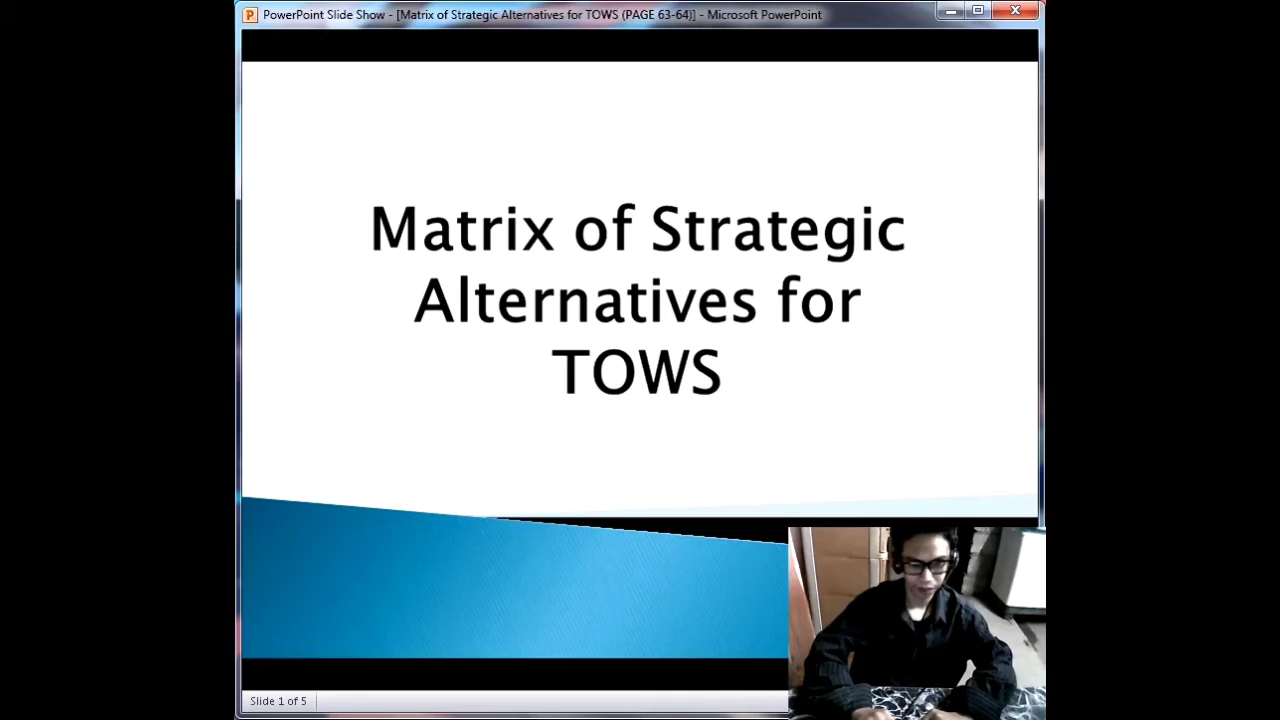 PowerPoint Slide Show - [Matrix of Strategic Alternatives for TOWS (PAGE 63-64)] - Microsoft PowerPoint
Matrix of Strategic
Alternatives for
TOWS
Slide 1 of 5